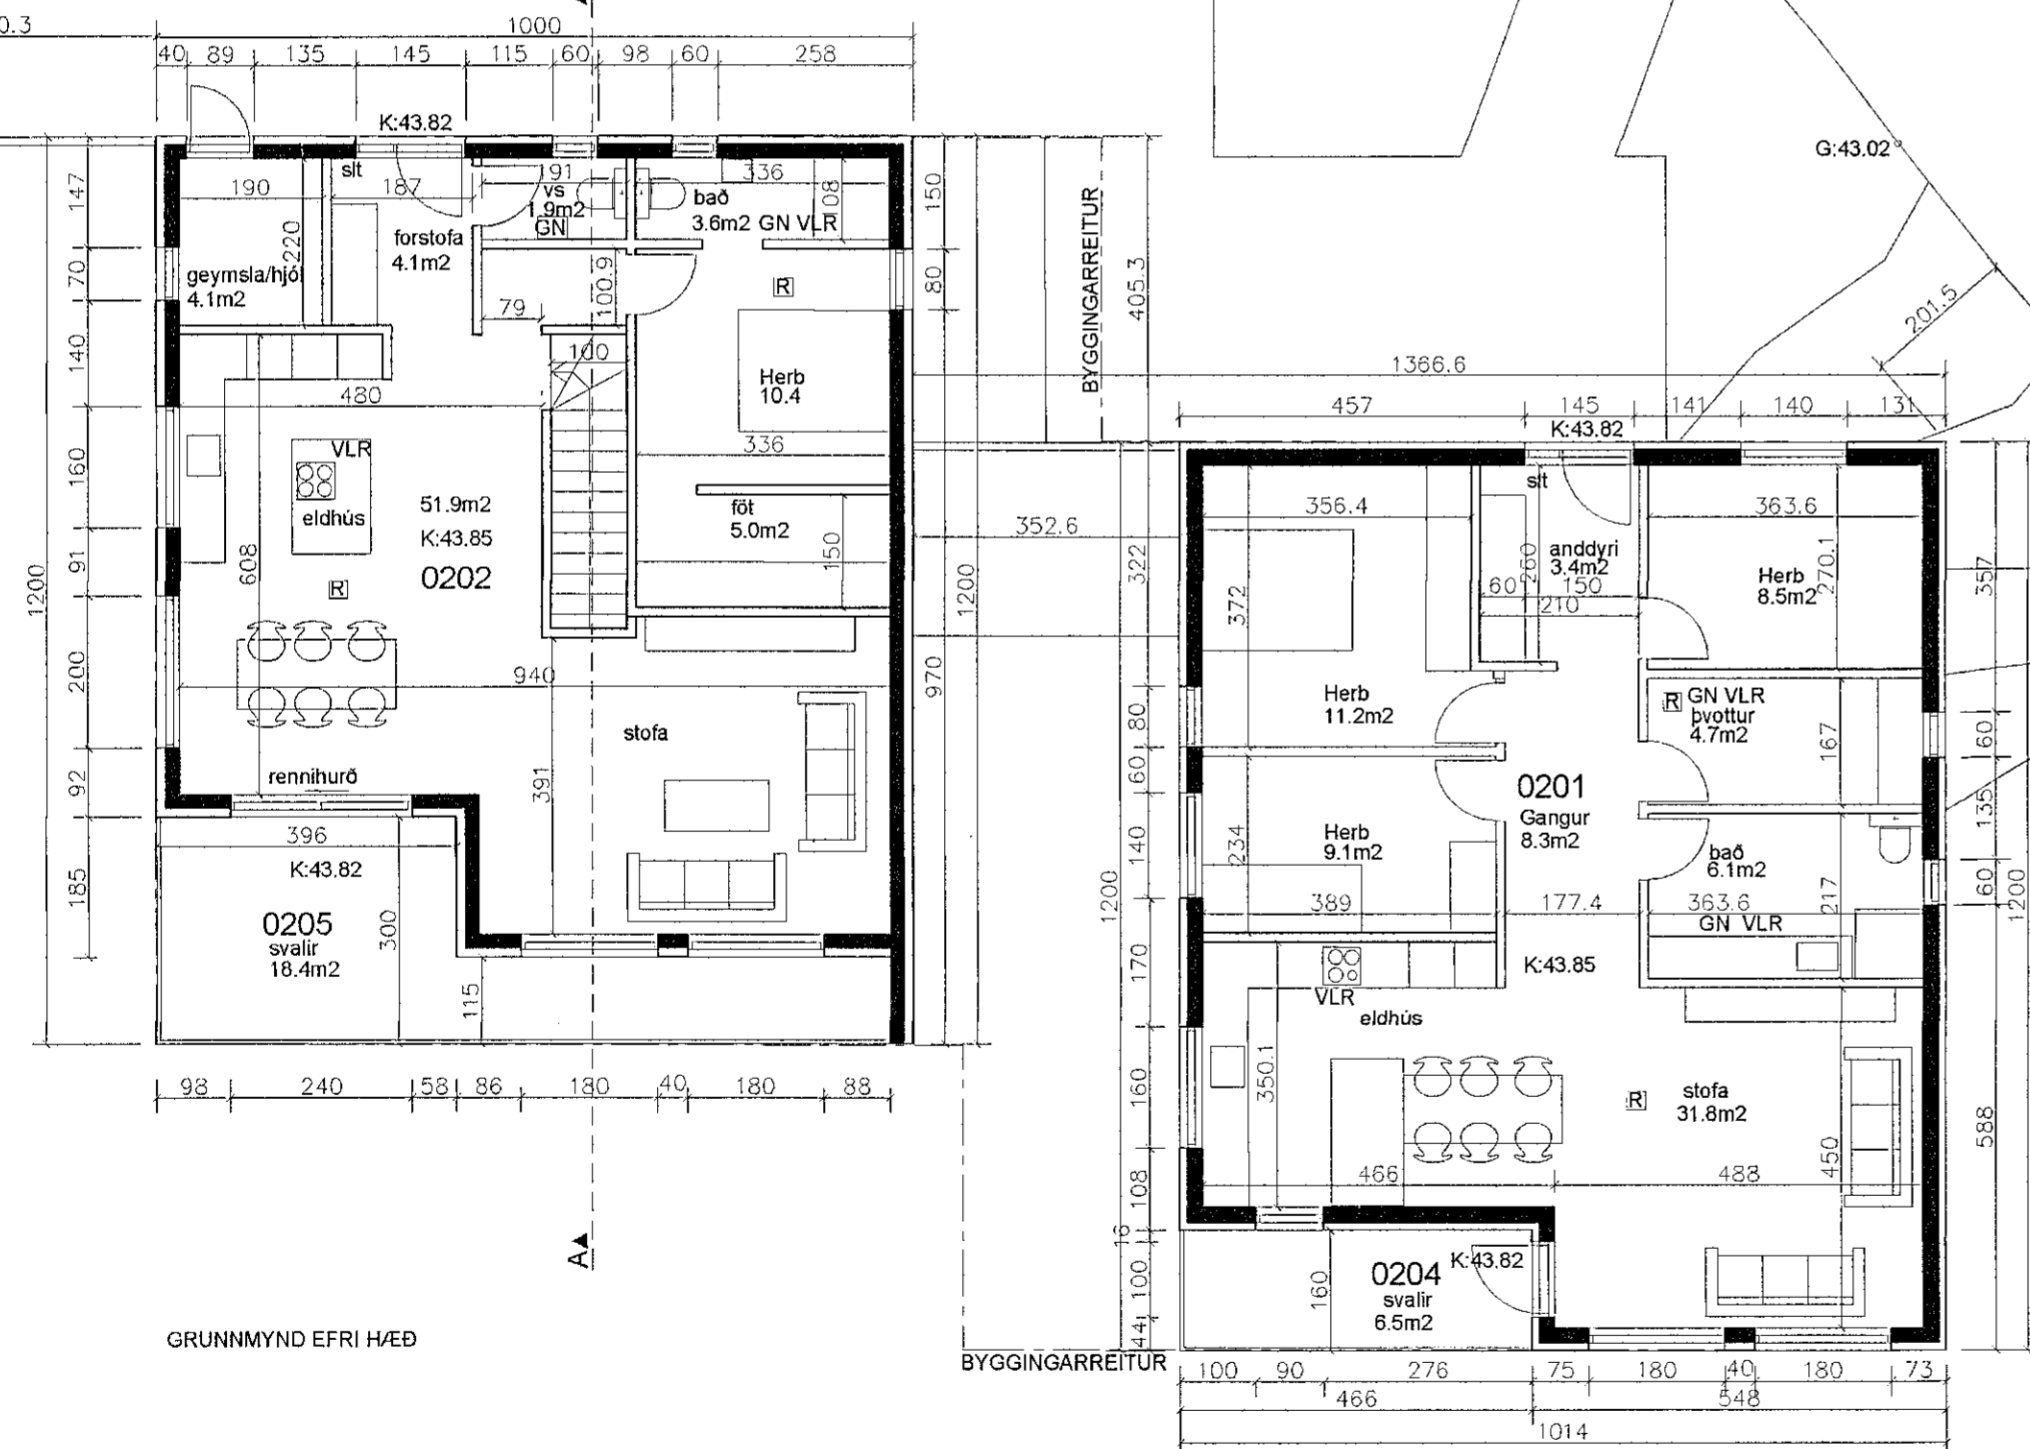 0.3
1000
40 89 135 145 115 60 98 60 258
K:43.82
slt
190
187
91
vs
1.9m2
GN
336
bað
3.6m2 GN VLR
108
220
forstofa
4.1m2
geymsla/hjól
4.1m2
79
100.9
R
100
Herb
10.4
480
336
VLR
eldhús
51.9m2
K:43.85
0202
föt
5.0m2
150
608
R
940
stofa
391
rennihurð
396
K:43.82
0205
svalir
18.4m2
300
115
147
70
140
160
91
200
92
185
1200
150
80
970
1200
98 240 58 86 180 40 180 88
A
GRUNNMYND EFRI HÆÐ
BYGGINGARREITUR
405.3
352.6
1366.6
G:43.02
201.5
457 145 141 140 131
K:43.82
slt
356.4
363.6
anddyri
3.4m2
260
60 150
210
Herb
8.5m2
270.1
372
Herb
11.2m2
R GN VLR
þvottur
4.7m2
167
0201
Gangur
8.3m2
Herb
9.1m2
234
bað
6.1m2
217
389 177.4 363.6
GN VLR
K:43.85
VLR
eldhús
350.1
R
stofa
31.8m2
450
466 488
K:43.82
0204
svalir
6.5m2
160
322
80
60
140
170
160
108
16
100
44
1200
357
60
135
60
588
1200
BYGGINGARREITUR
100 90 276 75 180 40 180 73
466 548
1014